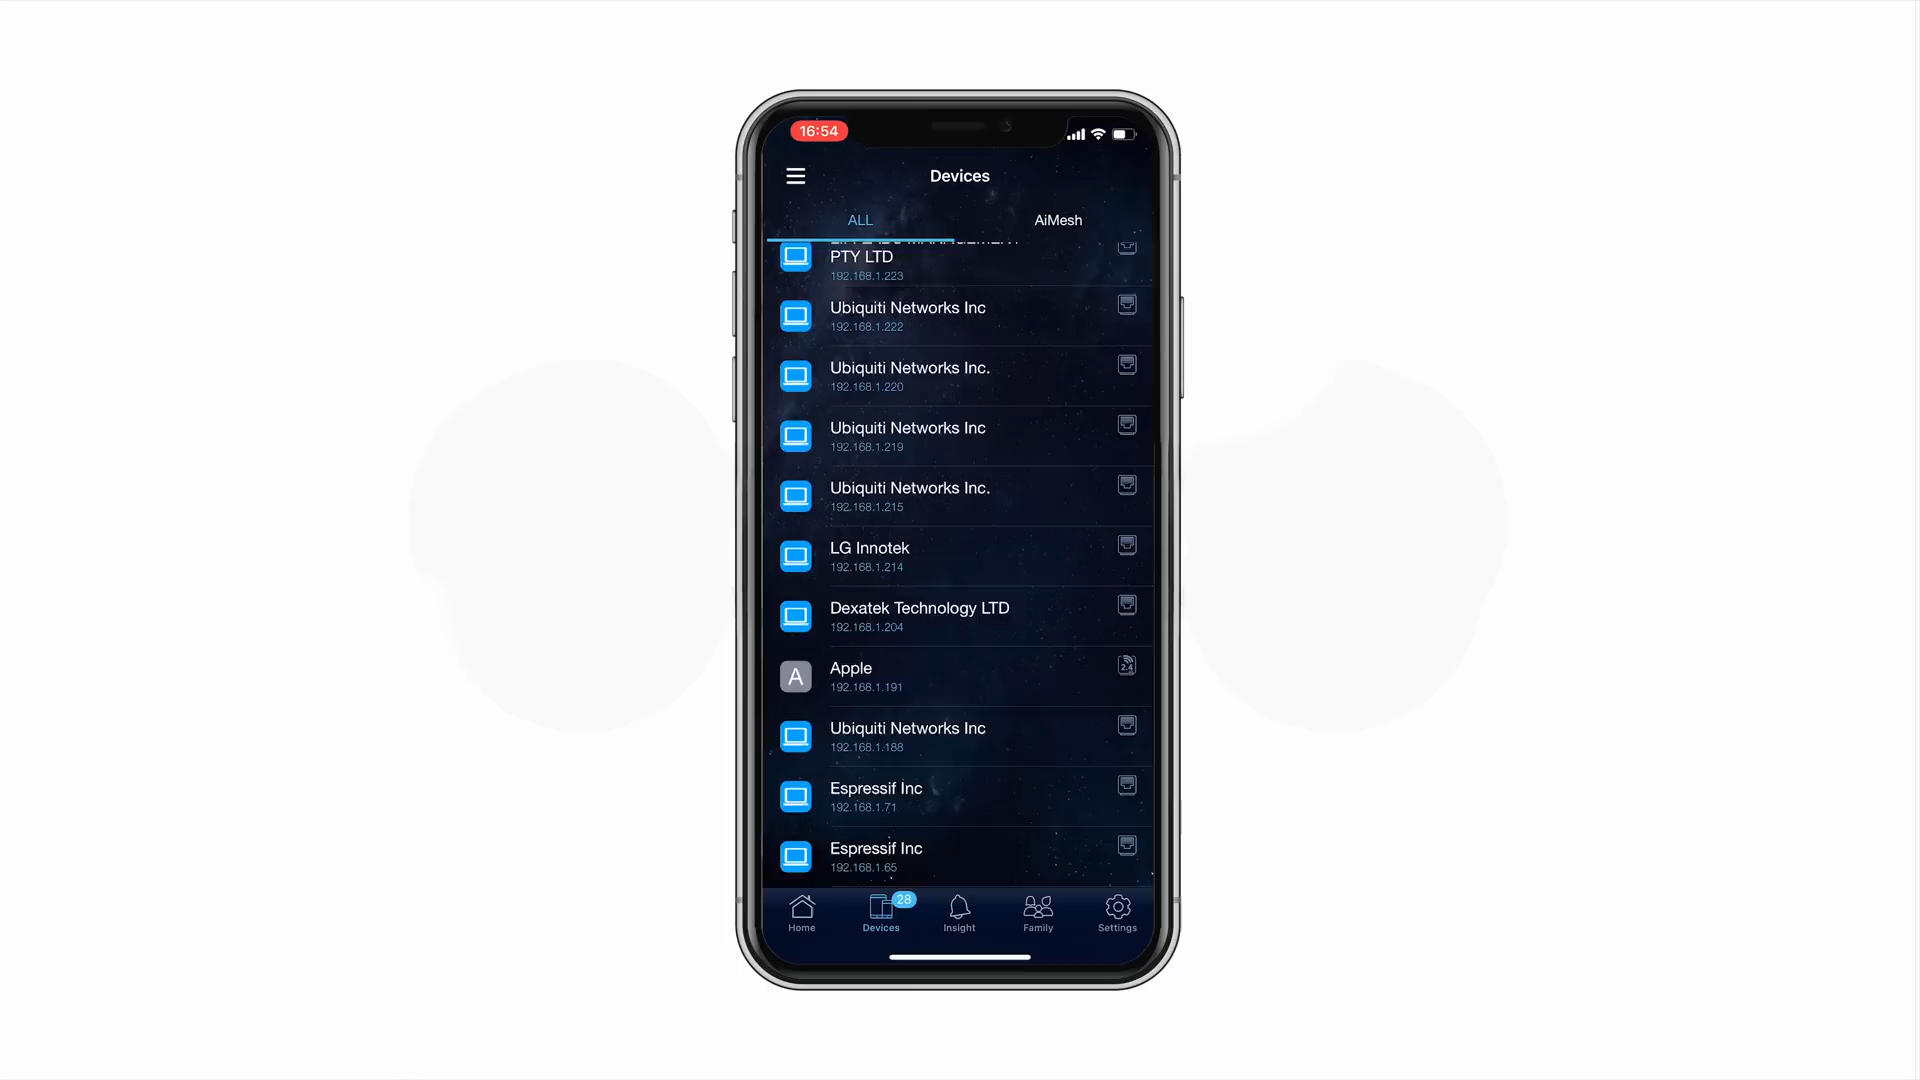 16:54
Devices
ALL
AiMesh
PTY LTD
192.168.1.223
Ubiquiti Networks Inc
192.168.1.222
Ubiquiti Networks Inc.
192.168.1.220
Ubiquiti Networks Inc
192.168.1.219
Ubiquiti Networks Inc.
192.168.1.215
LG Innotek
192.168.1.214
Dexatek Technology LTD
192.168.1.204
A
Apple
192.168.1.191
2.4
Ubiquiti Networks Inc
192.168.1.188
Espressif Inc
192.168.1.71
Espressif Inc
192.168.1.65
28
Home
Devices
Insight
Family
Settings